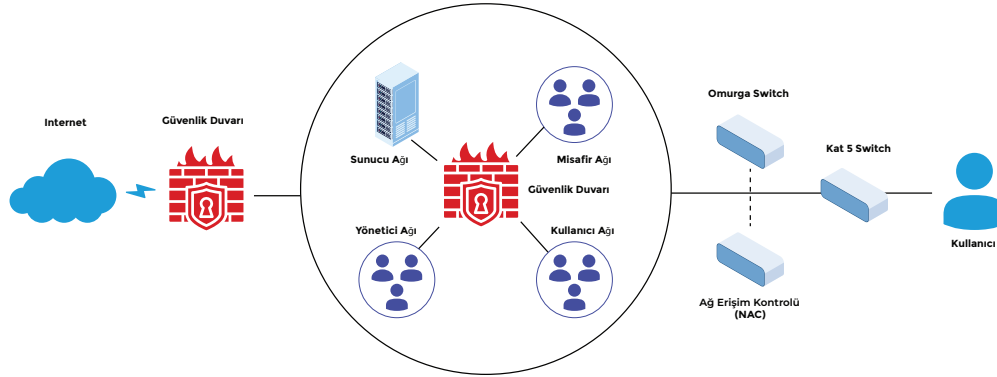 Internet
Güvenlik Duvarı
Sunucu Ağı
Misafir Ağı
Güvenlik Duvarı
Yönetici Ağı
Kullanıcı Ağı
Omurga Switch
Kat 5 Switch
Kullanıcı
Ağ Erişim Kontrolü
(NAC)